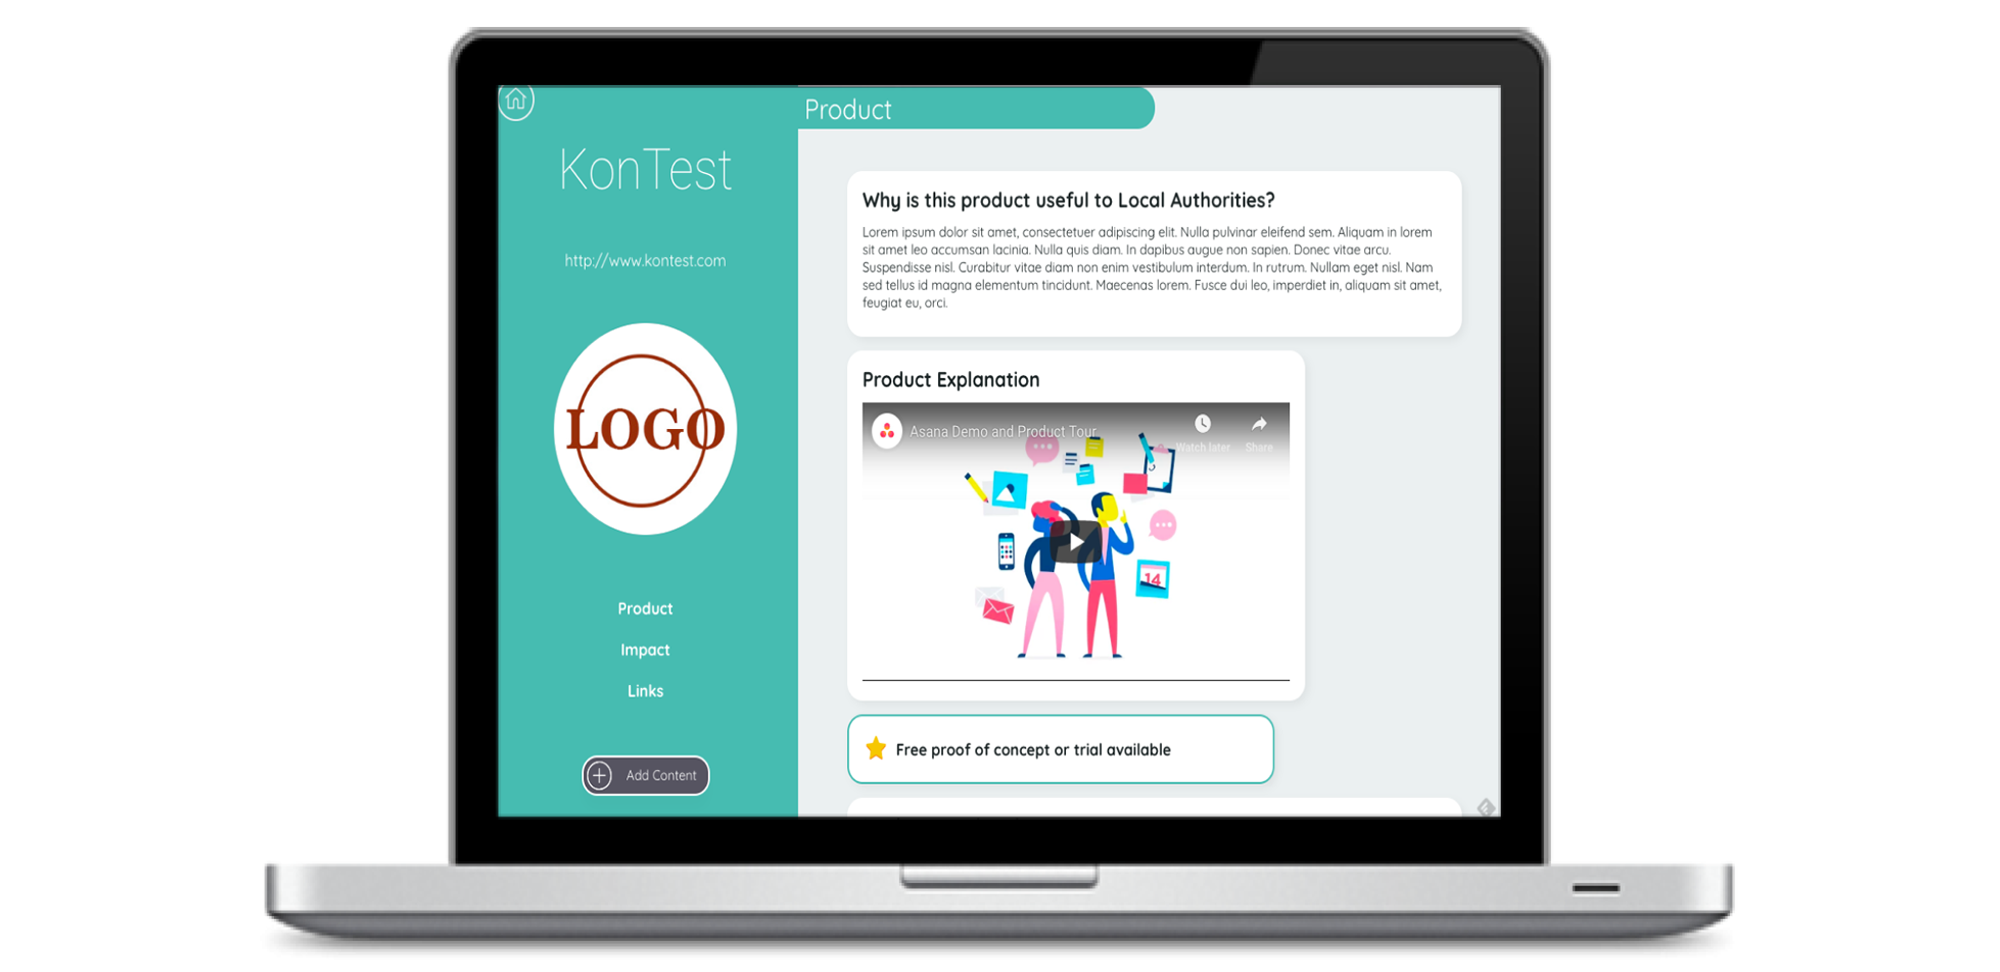 Product
KonTest
http://www.kontest.com
LOGO
Product
Impact
Links
Add Content
Why is this product useful to Local Authorities?
Lorem ipsum dolor sit amet, consectetuer adipiscing elit. Nulla pulvinar eleifend sem. Aliquam in lorem
sit amet leo accumsan lacinia. Nulla quis diam. In dapibus augue non sapien. Donec vitae arcu.
Suspendisse nisl. Curabitur vitae diam non enim vestibulum interdum. In rutrum. Nullam eget nisl. Nam
sed tellus id magna elementum tincidunt. Maecenas lorem. Fusce dui leo, imperdiet in, aliquam sit amet,
feugiat eu, orci.
Product Explanation
Asana Demo and Product Tour
Watch later
Share
14
Free proof of concept or trial available